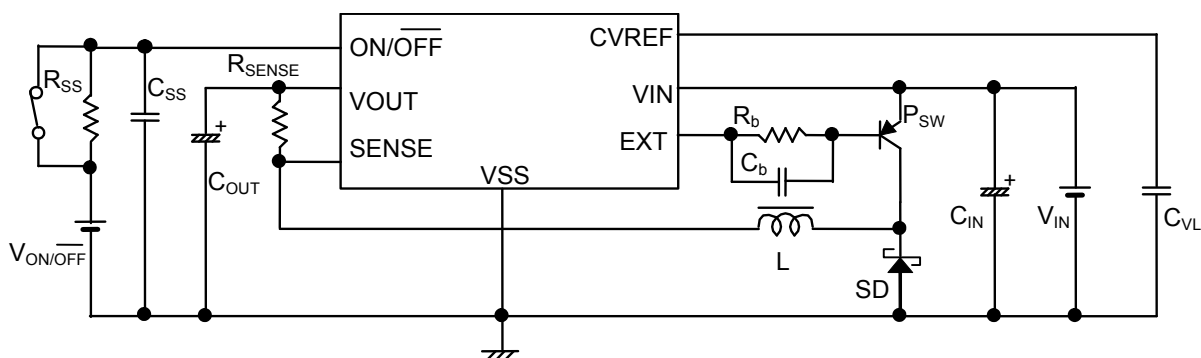 ON/OFF
CVREF
R_SS
C_SS
R_SENSE
VOUT
VIN
P_SW
+
R_b
EXT
SENSE
C_b
VSS
C_OUT
+
C_IN
V_IN
C_VL
V_ON/OFF
L
SD